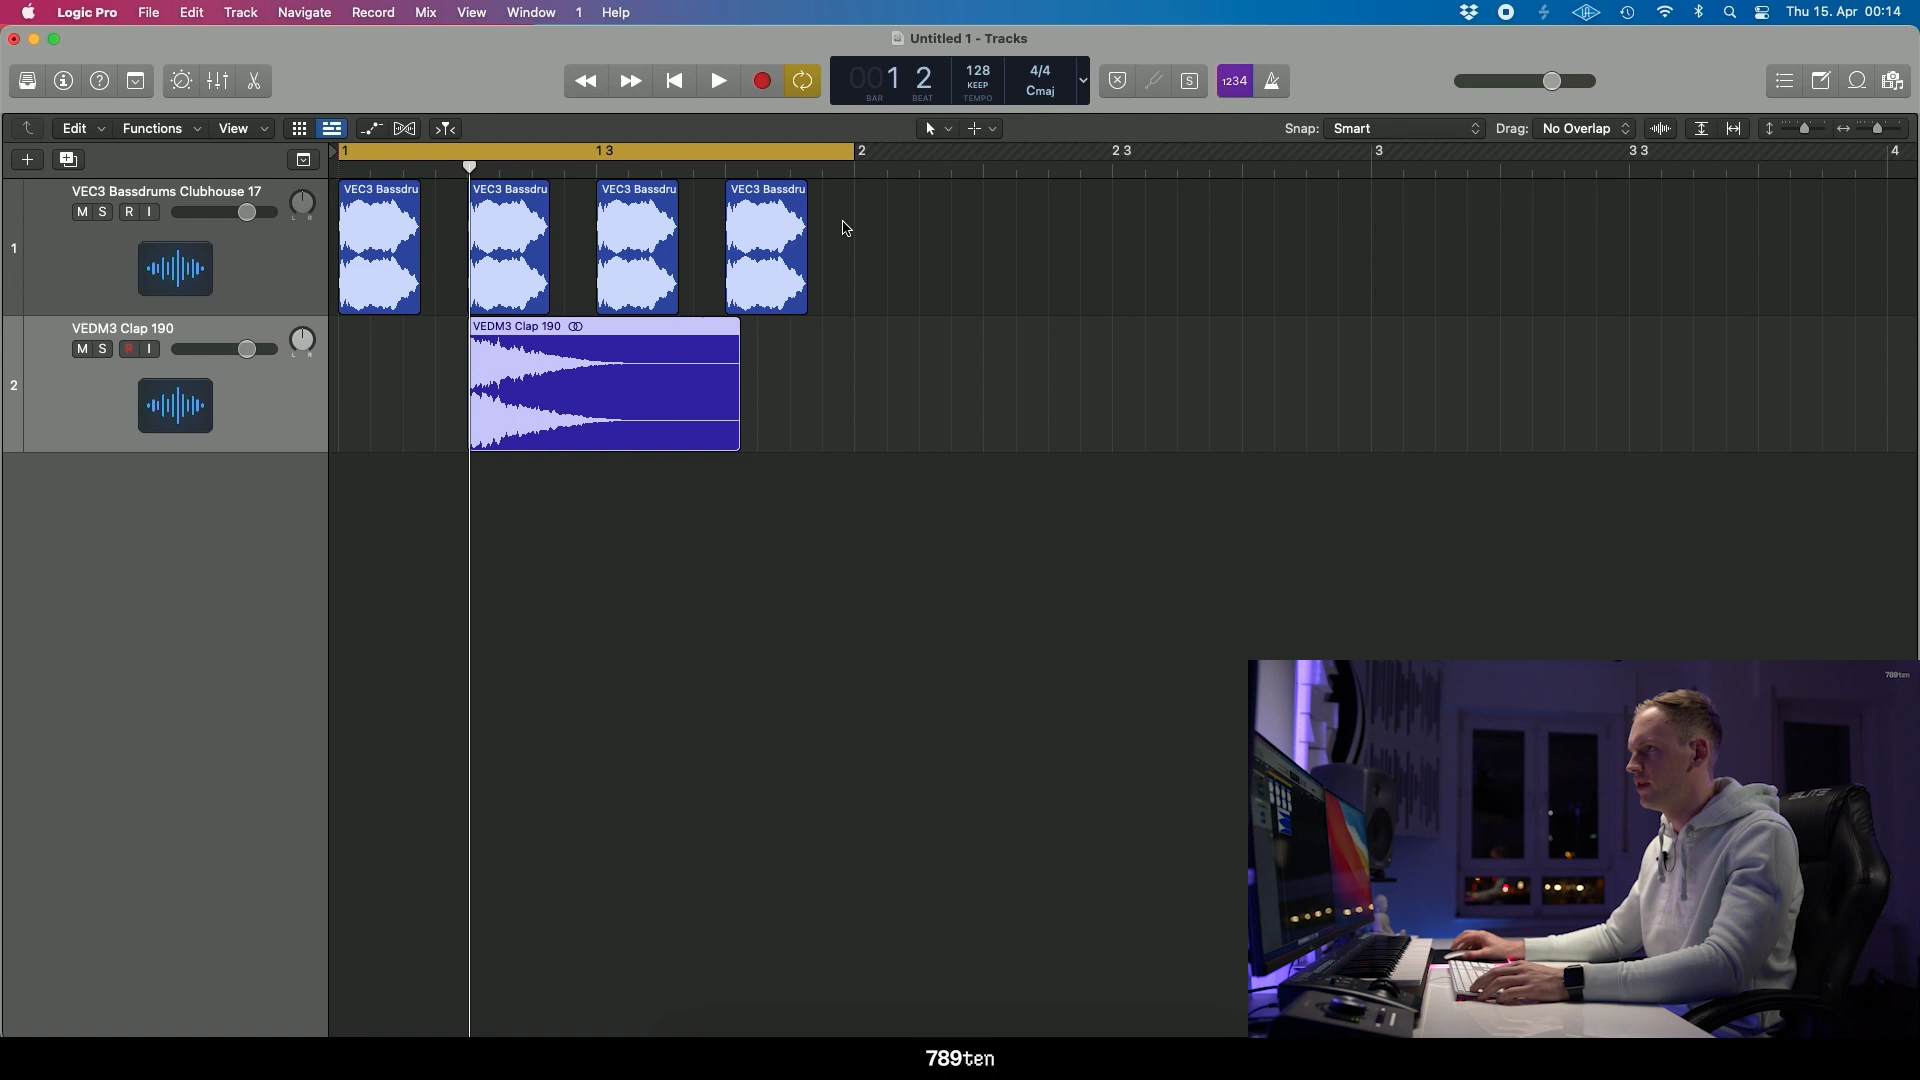 Logic Pro File Edit Track Navigate Record Mix View Window 1 Help Thu 15. Apr 00:14
Untitled 1 - Tracks
001 2 128 4/4
KEEP Cmaj
BAR BEAT TEMPO
S 1234
Edit Functions View Snap: Smart Drag: No Overlap
1 1 3 2 2 3 3 3 3 4
VEC3 Bassdrums Clubhouse 17 VEC3 Bassdru VEC3 Bassdru VEC3 Bassdru VEC3 Bassdru
M S R I L R
1
VEDM3 Clap 190 VEDM3 Clap 190
M S R I L R
2
789ten
789ten